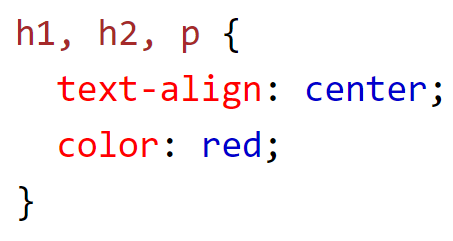 h1, h2, p {
  text-align: center;
  color: red;
}